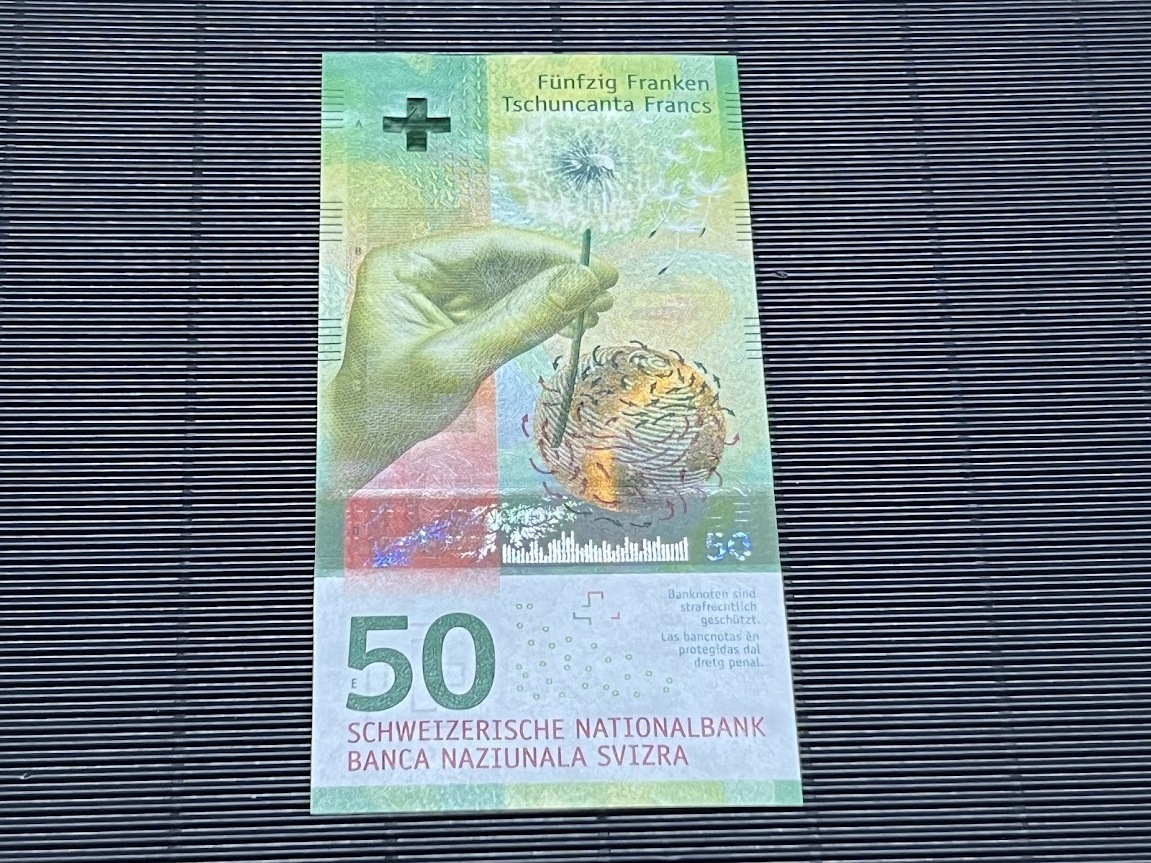 Fünfzig Franken
Tschuncanta Francs
A
B
D
50
Banknoten sind
strafrechtlich
geschützt.
Las bancnotas èn
protegidas dal
dretg penal.
50
E
SCHWEIZERISCHE NATIONALBANK
BANCA NAZIUNALA SVIZRA